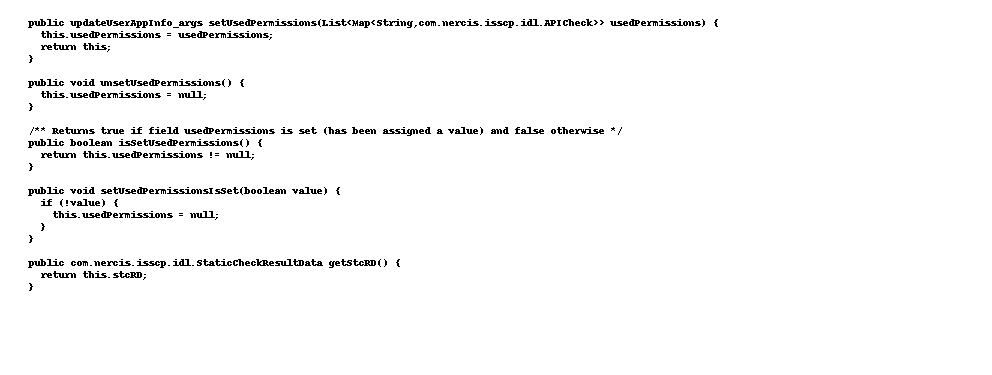 public updateUserAppInfo_args setUsedPermissions(List<Map<String,com.nercis.isscp.idl.APICheck>> usedPermissions) {
  this.usedPermissions = usedPermissions;
  return this;
}

public void unsetUsedPermissions() {
  this.usedPermissions = null;
}

/** Returns true if field usedPermissions is set (has been assigned a value) and false otherwise */
public boolean isSetUsedPermissions() {
  return this.usedPermissions != null;
}

public void setUsedPermissionsIsSet(boolean value) {
  if (!value) {
    this.usedPermissions = null;
  }
}

public com.nercis.isscp.idl.StaticCheckResultData getStcRD() {
  return this.stcRD;
}